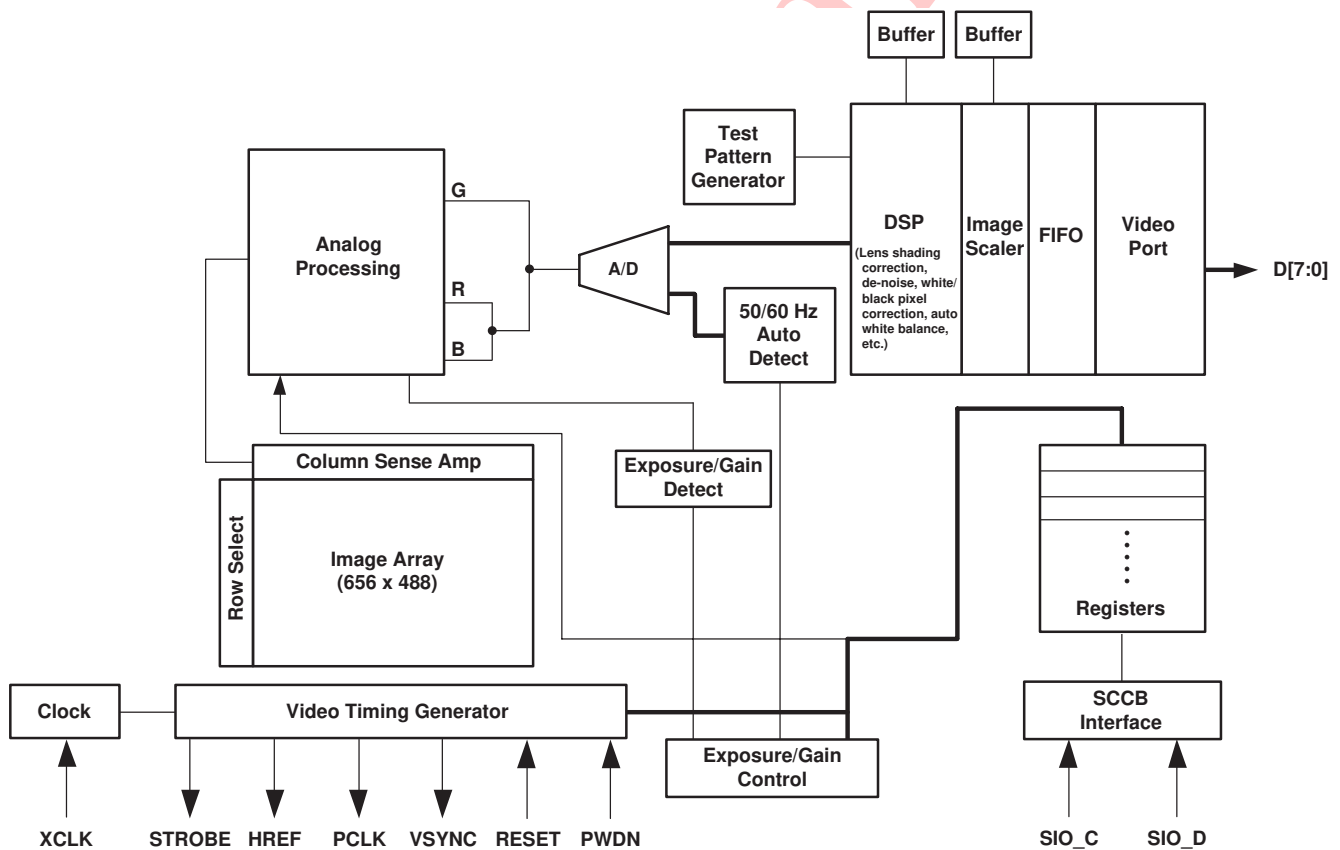 Buffer
Buffer
Test
Pattern
Generator
DSP
(Lens shading
correction,
de-noise, white/
black pixel
correction, auto
white balance,
etc.)
Image
Scaler
FIFO
Video
Port
D[7:0]
Analog
Processing
G
R
B
A/D
50/60 Hz
Auto
Detect
Column Sense Amp
Row Select
Image Array
(656 x 488)
Exposure/Gain
Detect
Registers
Clock
Video Timing Generator
Exposure/Gain
Control
SCCB
Interface
XCLK
STROBE
HREF
PCLK
VSYNC
RESET
PWDN
SIO_C
SIO_D